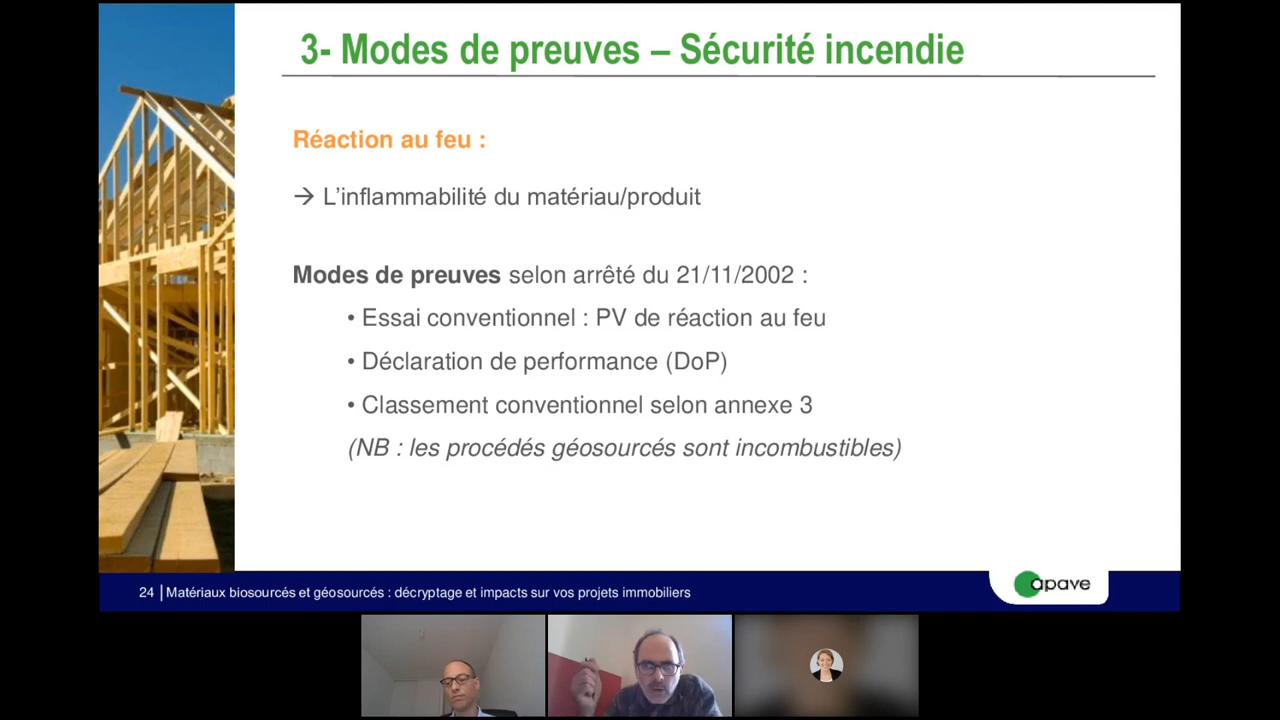 3- Modes de preuves – Sécurité incendie
Réaction au feu :
→ L'inflammabilité du matériau/produit
Modes de preuves selon arrêté du 21/11/2002 :
• Essai conventionnel : PV de réaction au feu
• Déclaration de performance (DoP)
• Classement conventionnel selon annexe 3
(NB : les procédés géosourcés sont incombustibles)
24 | Matériaux biosourcés et géosourcés : décryptage et impacts sur vos projets immobiliers
apave